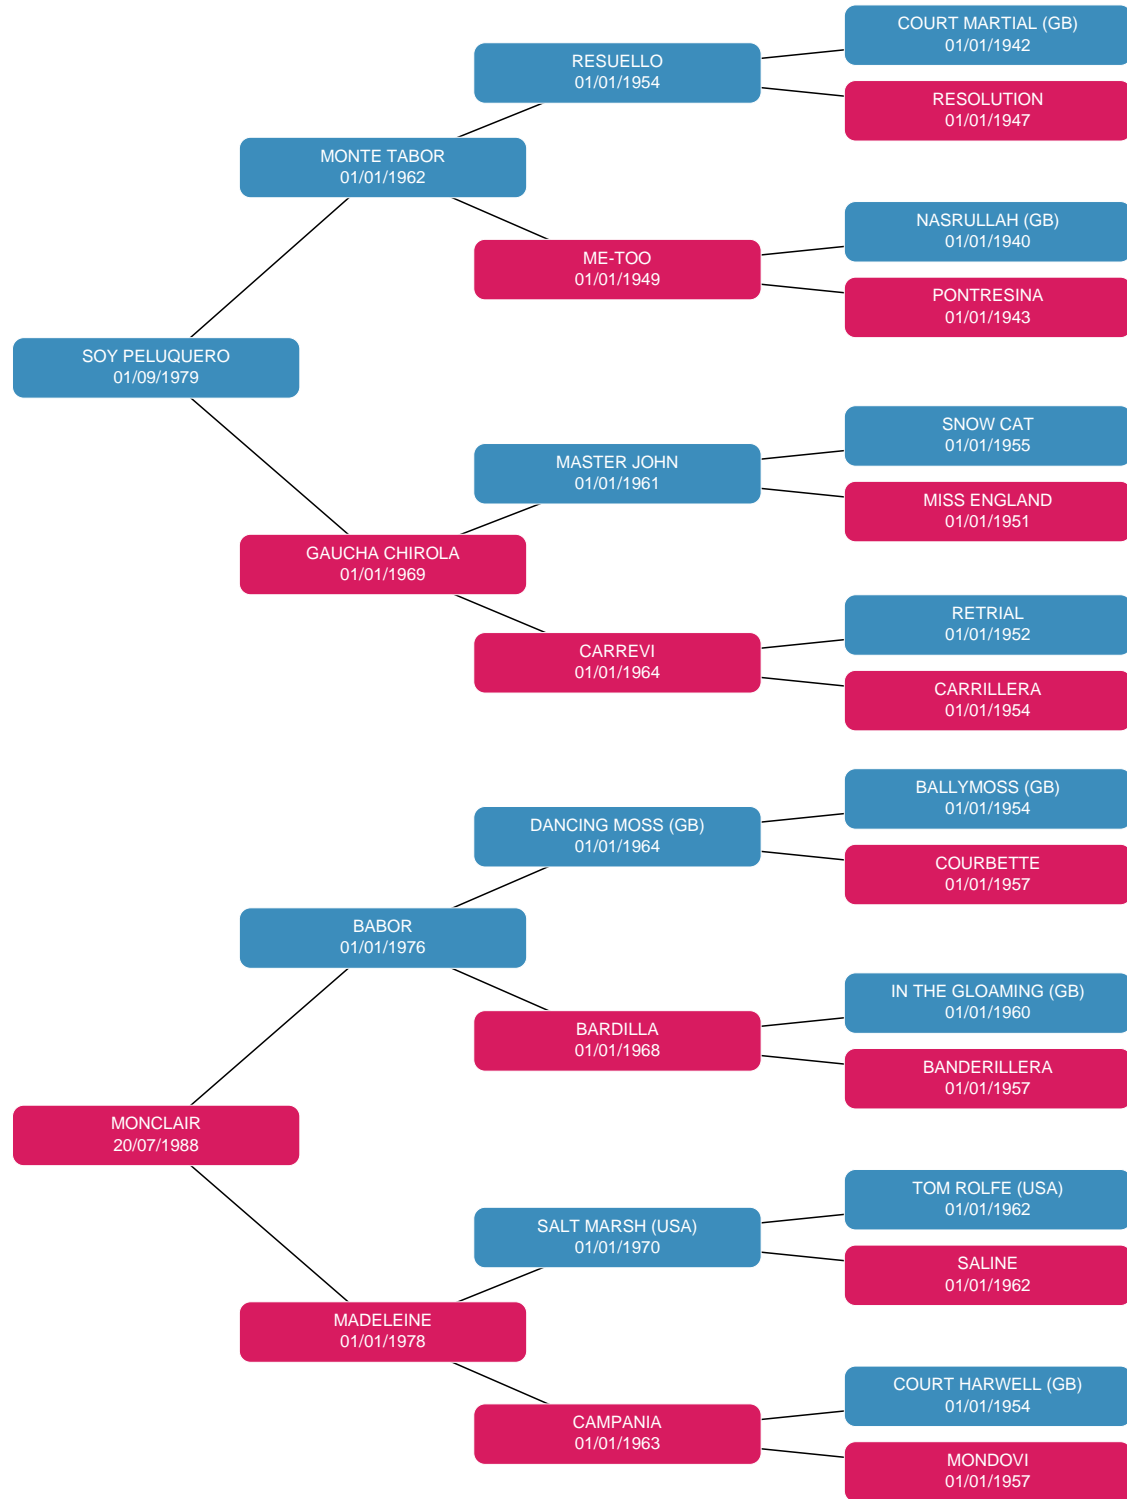 COURT MARTIAL (GB)
01/01/1942
RESUELLO
01/01/1954
RESOLUTION
01/01/1947
MONTE TABOR
01/01/1962
NASRULLAH (GB)
01/01/1940
ME-TOO
01/01/1949
PONTRESINA
01/01/1943
SOY PELUQUERO
01/09/1979
SNOW CAT
01/01/1955
MASTER JOHN
01/01/1961
MISS ENGLAND
01/01/1951
GAUCHA CHIROLA
01/01/1969
RETRIAL
01/01/1952
CARREVI
01/01/1964
CARRILLERA
01/01/1954
BALLYMOSS (GB)
01/01/1954
DANCING MOSS (GB)
01/01/1964
COURBETTE
01/01/1957
BABOR
01/01/1976
IN THE GLOAMING (GB)
01/01/1960
BARDILLA
01/01/1968
BANDERILLERA
01/01/1957
MONCLAIR
20/07/1988
TOM ROLFE (USA)
01/01/1962
SALT MARSH (USA)
01/01/1970
SALINE
01/01/1962
MADELEINE
01/01/1978
COURT HARWELL (GB)
01/01/1954
CAMPANIA
01/01/1963
MONDOVI
01/01/1957